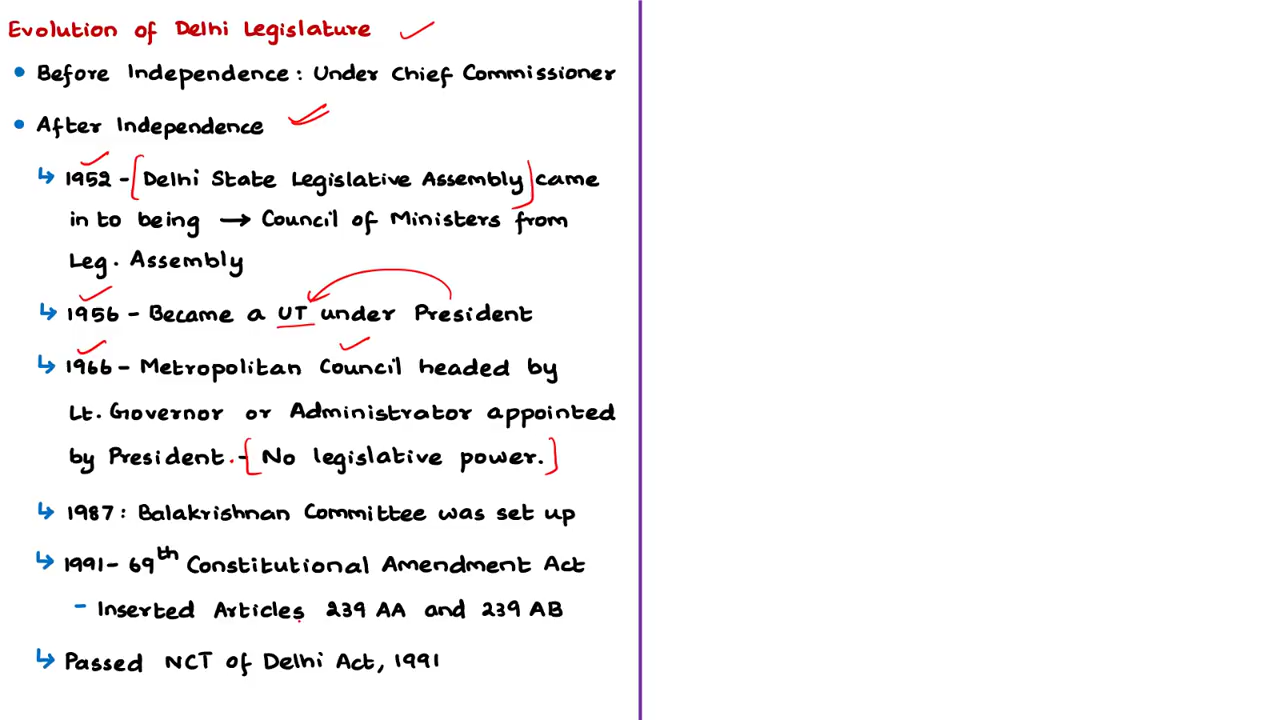 Evolution of Delhi Legislature
• Before Independence: Under Chief Commissioner
• After Independence
↳ 1952 - [Delhi State Legislative Assembly] came
in to being → Council of Ministers from
Leg. Assembly
↳ 1956 - Became a UT under President
↳ 1966 - Metropolitan Council headed by
Lt. Governor or Administrator appointed
by President. - [No legislative power.]
↳ 1987: Balakrishnan Committee was set up
↳ 1991- 69th Constitutional Amendment Act
- Inserted Articles 239 AA and 239 AB
↳ Passed NCT of Delhi Act, 1991